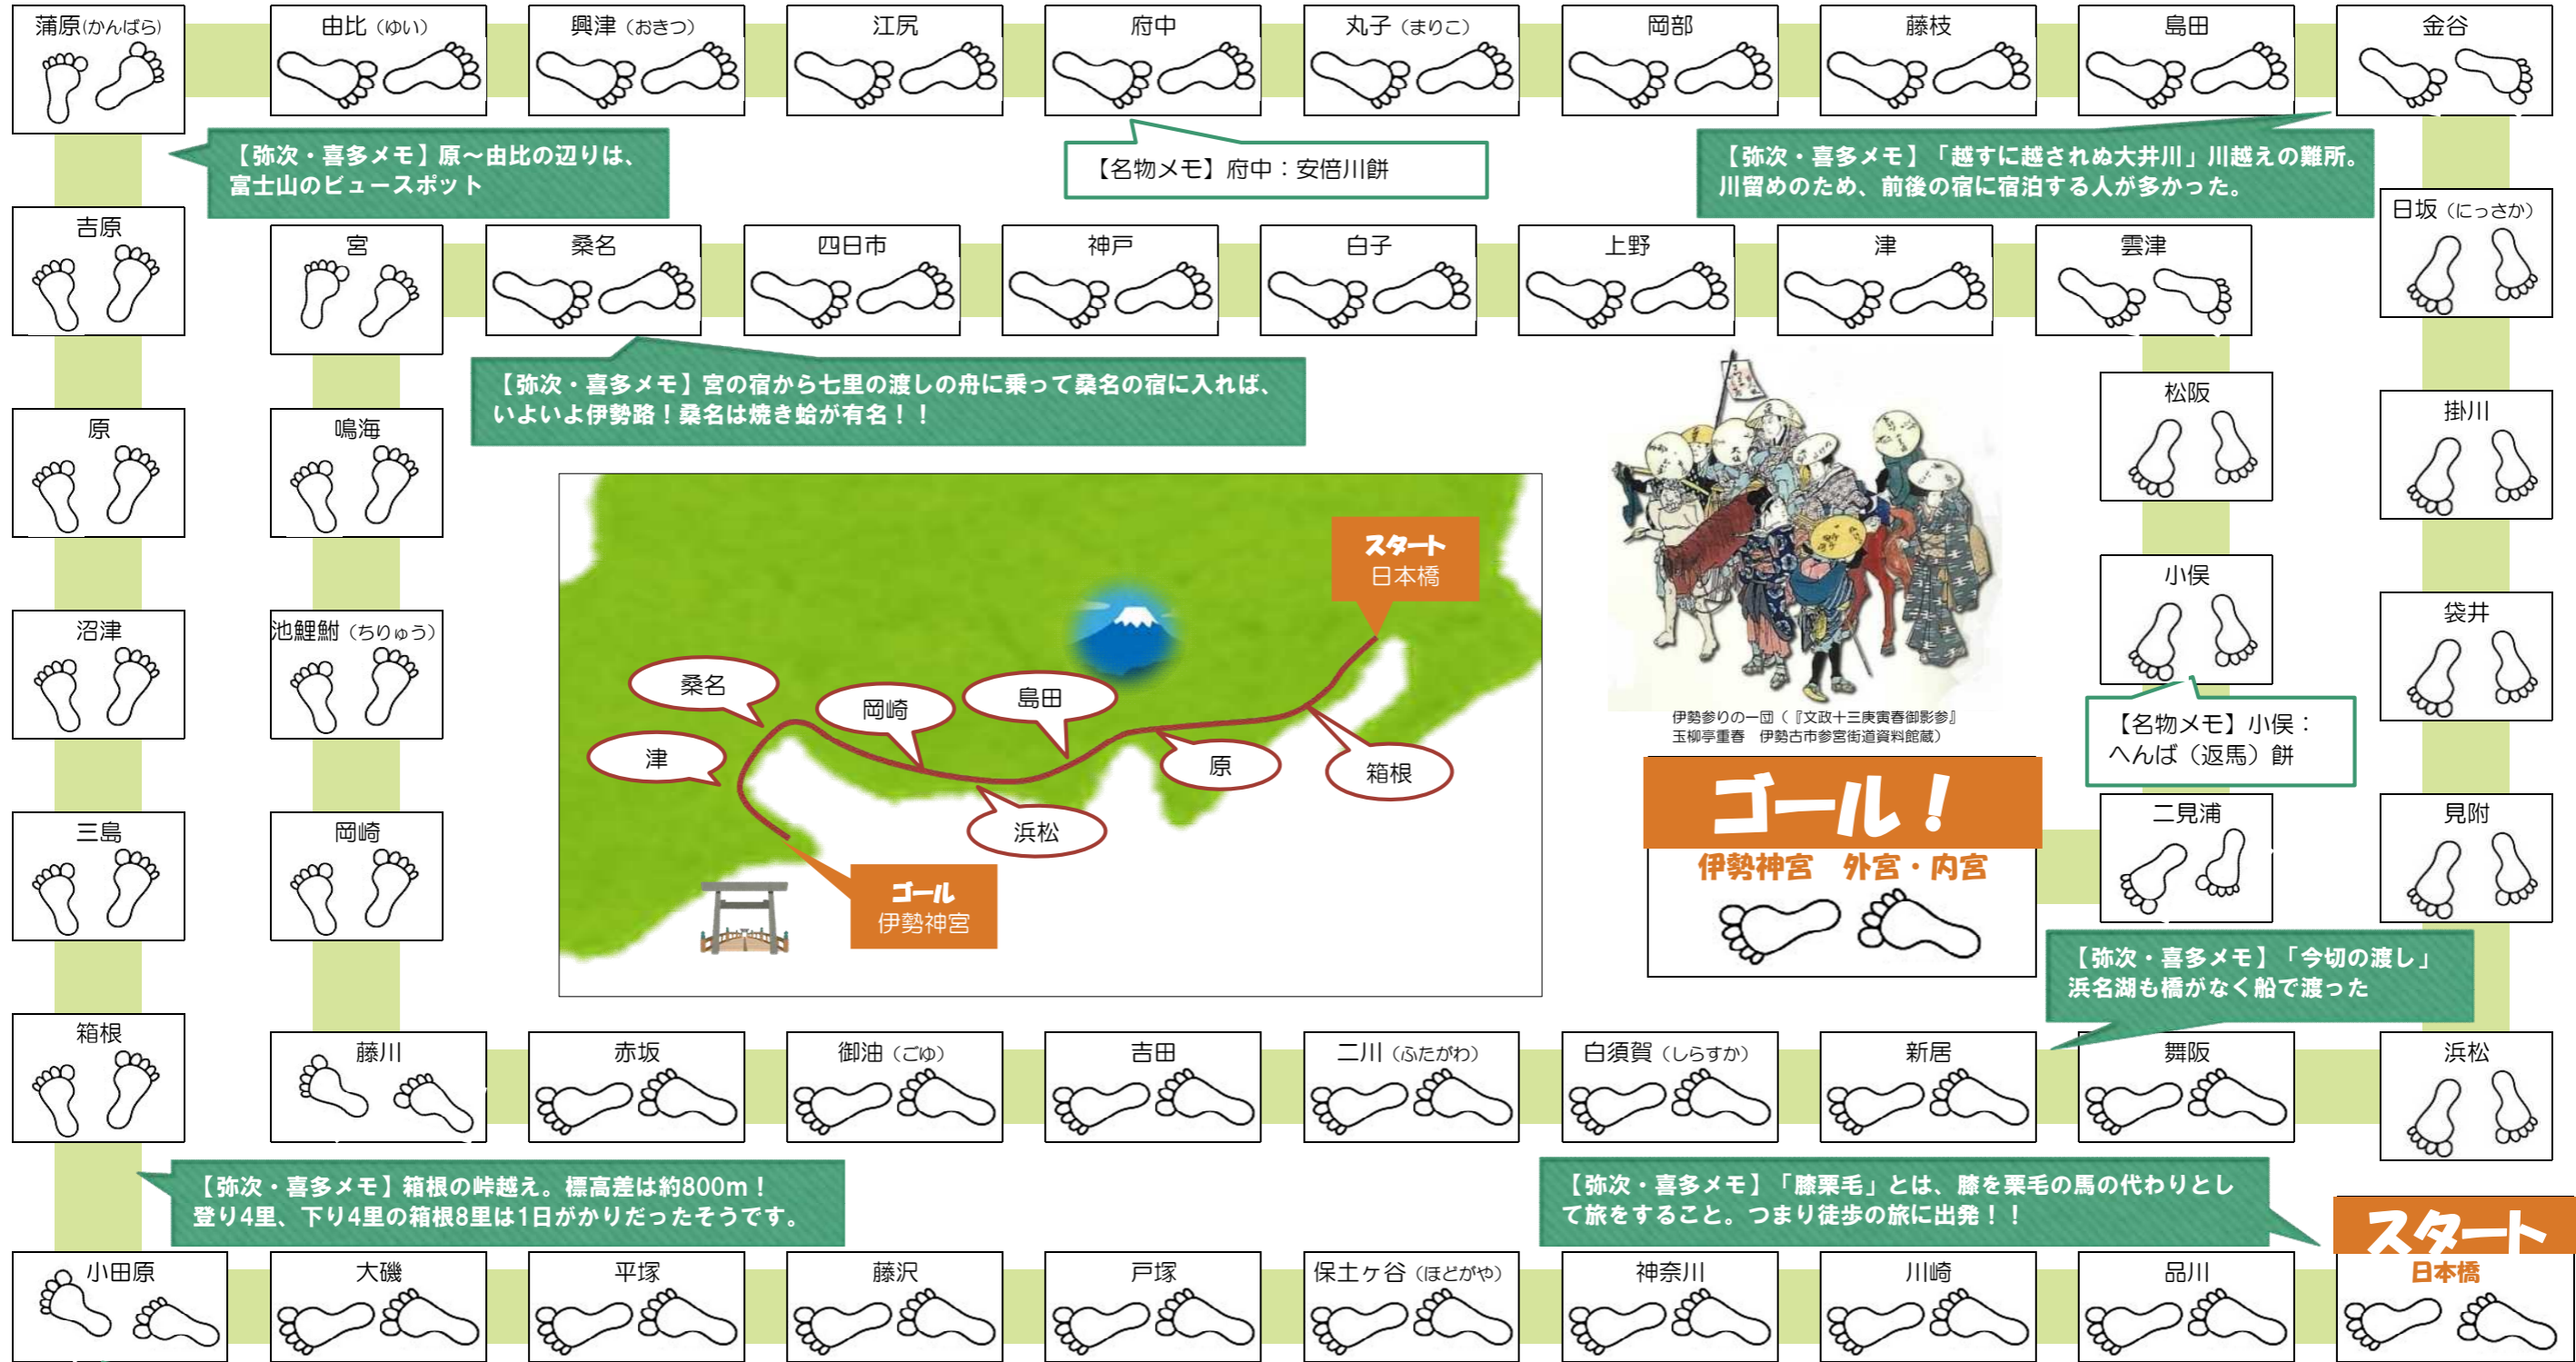 蒲原(かんばら)
由比（ゆい）
興津（おきつ）
江尻
府中
丸子（まりこ）
岡部
藤枝
島田
金谷
【弥次・喜多メモ】原～由比の辺りは、
富士山のビュースポット
【名物メモ】府中：安倍川餅
【弥次・喜多メモ】「越すに越されぬ大井川」川越えの難所。
川留めのため、前後の宿に宿泊する人が多かった。
吉原
宮
桑名
四日市
神戸
白子
上野
津
雲津
日坂（にっさか）
【弥次・喜多メモ】宮の宿から七里の渡しの舟に乗って桑名の宿に入れば、
いよいよ伊勢路！桑名は焼き蛤が有名！！
原
鳴海
松阪
掛川
スタート
日本橋
桑名
岡崎
島田
津
原
箱根
浜松
ゴール
伊勢神宮
沼津
池鯉鮒（ちりゅう）
小俣
袋井
伊勢参りの一団（『文政十三庚寅春御影参』
玉柳亭重春　伊勢古市参宮街道資料館蔵）
【名物メモ】小俣：
へんば（返馬）餅
三島
岡崎
ゴール！
伊勢神宮　外宮・内宮
二見浦
見附
【弥次・喜多メモ】「今切の渡し」
浜名湖も橋がなく船で渡った
箱根
藤川
赤坂
御油（ごゆ）
吉田
二川（ふたがわ）
白須賀（しらすか）
新居
舞阪
浜松
【弥次・喜多メモ】箱根の峠越え。標高差は約800m！
登り4里、下り4里の箱根8里は1日がかりだったそうです。
【弥次・喜多メモ】「膝栗毛」とは、膝を栗毛の馬の代わりとし
て旅をすること。つまり徒歩の旅に出発！！
小田原
大磯
平塚
藤沢
戸塚
保土ヶ谷（ほどがや）
神奈川
川崎
品川
スタート
日本橋